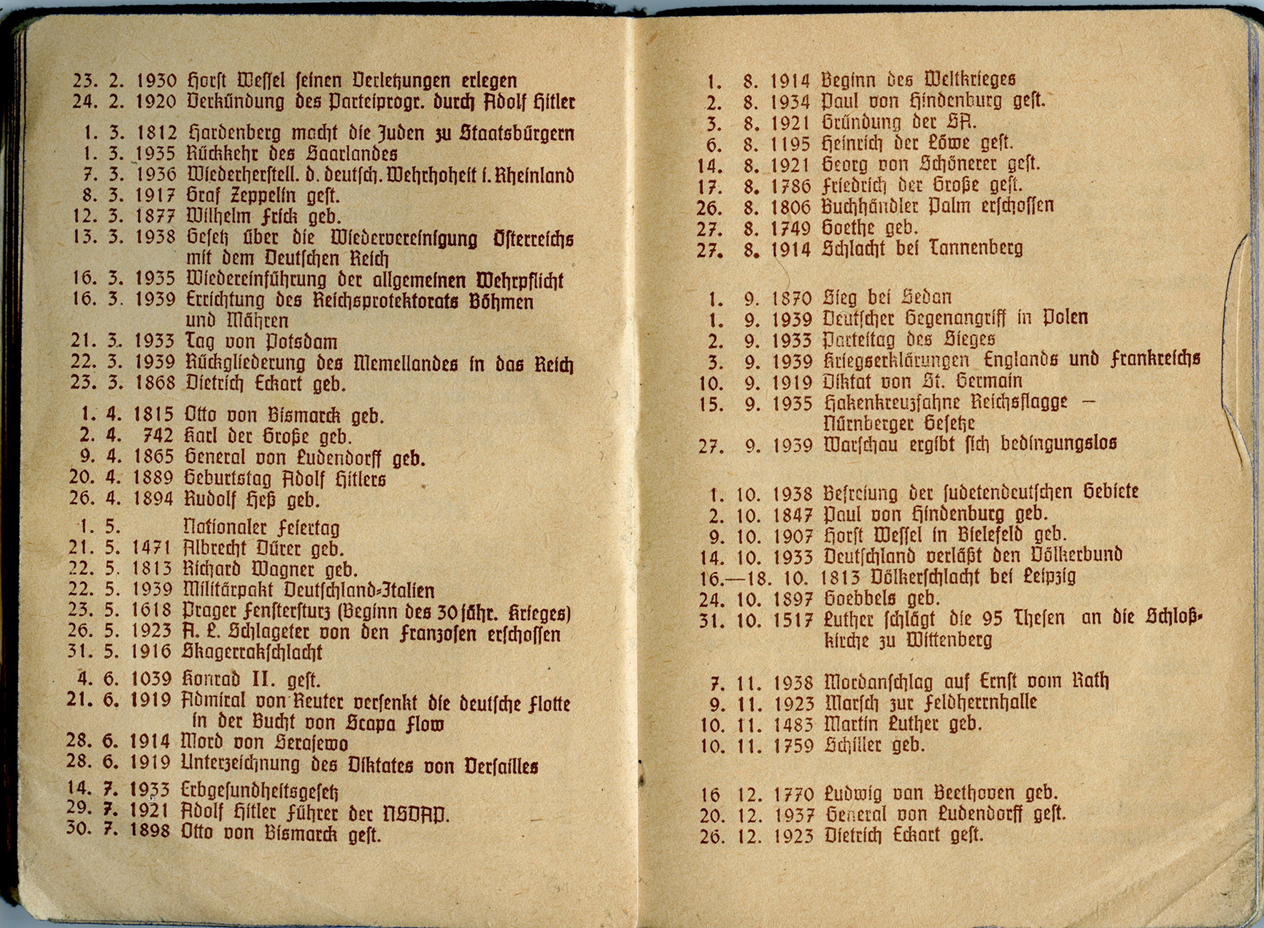 23. 2. 1930 Horst Wessel seinen Verletzungen erlegen
24. 2. 1920 Verkündung des Parteiprogr. durch Adolf Hitler
1. 3. 1812 Hardenberg macht die Juden zu Staatsbürgern
1. 3. 1935 Rückkehr des Saarlandes
7. 3. 1936 Wiederherstell. d. deutsch. Wehrhoheit i. Rheinland
8. 3. 1917 Graf Zeppelin gest.
12. 3. 1877 Wilhelm Frick geb.
13. 3. 1938 Gesetz über die Wiedervereinigung Österreichs
mit dem Deutschen Reich
16. 3. 1935 Wiedereinführung der allgemeinen Wehrpflicht
16. 3. 1939 Errichtung des Reichsprotektorats Böhmen
und Mähren
21. 3. 1933 Tag von Potsdam
22. 3. 1939 Rückgliederung des Memellandes in das Reich
23. 3. 1868 Dietrich Eckart geb.
1. 4. 1815 Otto von Bismarck geb.
2. 4. 742 Karl der Große geb.
9. 4. 1865 General von Ludendorff geb.
20. 4. 1889 Geburtstag Adolf Hitlers
26. 4. 1894 Rudolf Heß geb.
1. 5. Nationaler Feiertag
21. 5. 1471 Albrecht Dürer geb.
22. 5. 1813 Richard Wagner geb.
22. 5. 1939 Militärpakt Deutschland-Italien
23. 5. 1618 Prager Fenstersturz (Beginn des 30 jähr. Krieges)
26. 5. 1923 A. L. Schlageter von den Franzosen erschossen
31. 5. 1916 Skagerrakschlacht
4. 6. 1039 Konrad II. gest.
21. 6. 1919 Admiral von Reuter versenkt die deutsche Flotte
in der Bucht von Scapa Flow
28. 6. 1914 Mord von Serajewo
28. 6. 1919 Unterzeichnung des Diktates von Versailles
14. 7. 1933 Erbgesundheitsgesetz
29. 7. 1921 Adolf Hitler Führer der NSDAP.
30. 7. 1898 Otto von Bismarck gest.
1. 8. 1914 Beginn des Weltkrieges
2. 8. 1934 Paul von Hindenburg gest.
3. 8. 1921 Gründung der SA.
6. 8. 1195 Heinrich der Löwe gest.
14. 8. 1921 Georg von Schönerer gest.
17. 8. 1786 Friedrich der Große gest.
26. 8. 1806 Buchhändler Palm erschossen
27. 8. 1749 Goethe geb.
27. 8. 1914 Schlacht bei Tannenberg
1. 9. 1870 Sieg bei Sedan
1. 9. 1939 Deutscher Gegenangriff in Polen
2. 9. 1933 Parteitag des Sieges
3. 9. 1939 Kriegserklärungen Englands und Frankreichs
10. 9. 1919 Diktat von St. Germain
15. 9. 1935 Hakenkreuzfahne Reichsflagge —
Nürnberger Gesetze
27. 9. 1939 Warschau ergibt sich bedingungslos
1. 10. 1938 Befreiung der sudetendeutschen Gebiete
2. 10. 1847 Paul von Hindenburg geb.
9. 10. 1907 Horst Wessel in Bielefeld geb.
14. 10. 1933 Deutschland verläßt den Völkerbund
16.—18. 10. 1813 Völkerschlacht bei Leipzig
24. 10. 1897 Goebbels geb.
31. 10. 1517 Luther schlägt die 95 Thesen an die Schloß-
kirche zu Wittenberg
7. 11. 1938 Mordanschlag auf Ernst vom Rath
9. 11. 1923 Marsch zur Feldherrnhalle
10. 11. 1483 Martin Luther geb.
10. 11. 1759 Schiller geb.
16 12. 1770 Ludwig van Beethoven geb.
20. 12. 1937 General von Ludendorff gest.
26. 12. 1923 Dietrich Eckart gest.